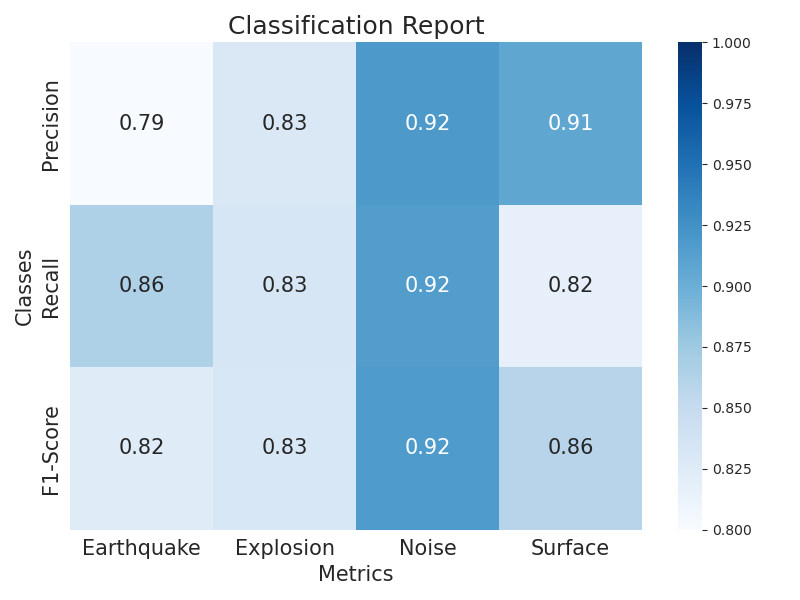 Classification Report
Classes
Precision
0.79 0.83 0.92 0.91
Recall
0.86 0.83 0.92 0.82
F1-Score
0.82 0.83 0.92 0.86
Earthquake Explosion Noise Surface
Metrics
1.000
0.975
0.950
0.925
0.900
0.875
0.850
0.825
0.800